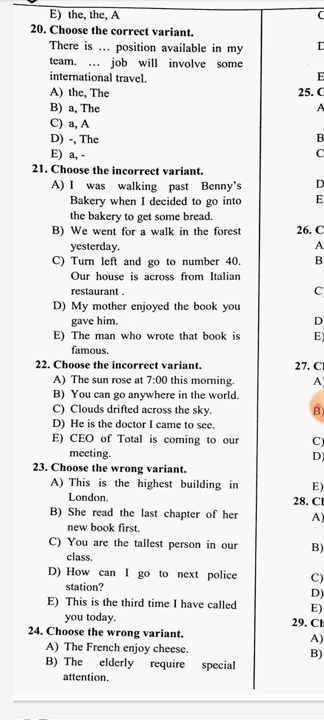 E) the, the, A
20. Choose the correct variant.
There is ... position available in my
team. ... job will involve some
international travel.
A) the, The
B) a, The
C) a, A
D) -, The
E) a, -
21. Choose the incorrect variant.
A) I was walking past Benny's
Bakery when I decided to go into
the bakery to get some bread.
B) We went for a walk in the forest
yesterday.
C) Turn left and go to number 40.
Our house is across from Italian
restaurant .
D) My mother enjoyed the book you
gave him.
E) The man who wrote that book is
famous.
22. Choose the incorrect variant.
A) The sun rose at 7:00 this morning.
B) You can go anywhere in the world.
C) Clouds drifted across the sky.
D) He is the doctor I came to see.
E) CEO of Total is coming to our
meeting.
23. Choose the wrong variant.
A) This is the highest building in
London.
B) She read the last chapter of her
new book first.
C) You are the tallest person in our
class.
D) How can I go to next police
station?
E) This is the third time I have called
you today.
24. Choose the wrong variant.
A) The French enjoy cheese.
B) The elderly require special
attention.
E
25. C
A
B
C
D
E
26. C
A
B
C
D
E)
27. Cl
A)
B)
C)
D)
E)
28. Ch
A)
B)
C)
D)
E)
29. Ch
A)
B)